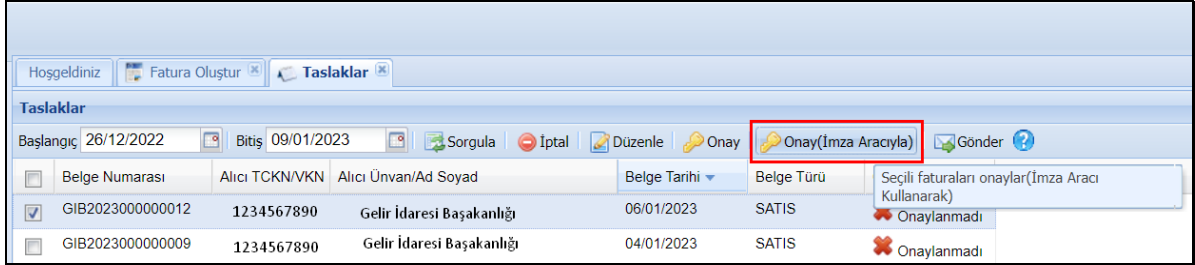 Hoşgeldiniz Fatura Oluştur Taslaklar
Taslaklar
Başlangıç 26/12/2022 Bitiş 09/01/2023 Sorgula İptal Düzenle Onay Onay(İmza Aracıyla) Gönder
Belge Numarası Alıcı TCKN/VKN Alıcı Ünvan/Ad Soyad Belge Tarihi Belge Türü
Seçili faturaları onaylar(İmza Aracı
Kullanarak)
GIB2023000000012 1234567890 Gelir İdaresi Başakanlığı 06/01/2023 SATIS Onaylanmadı
GIB2023000000009 1234567890 Gelir İdaresi Başakanlığı 04/01/2023 SATIS Onaylanmadı